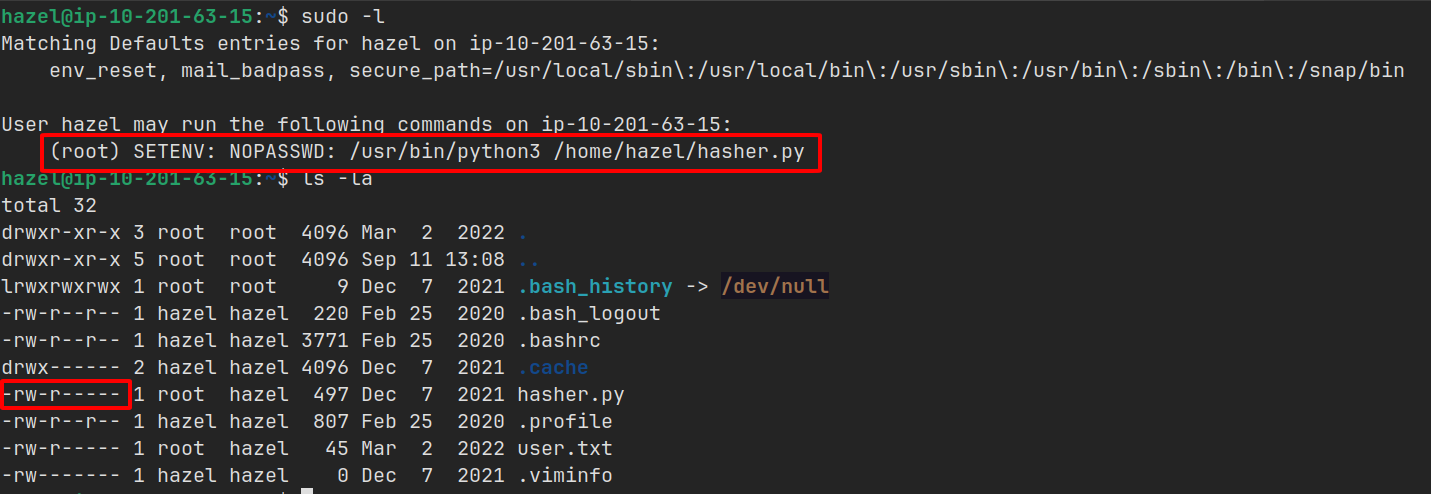 hazel@ip-10-201-63-15:~$ sudo -l
Matching Defaults entries for hazel on ip-10-201-63-15:
    env_reset, mail_badpass, secure_path=/usr/local/sbin\:/usr/local/bin\:/usr/sbin\:/usr/bin\:/sbin\:/bin\:/snap/bin

User hazel may run the following commands on ip-10-201-63-15:
    (root) SETENV: NOPASSWD: /usr/bin/python3 /home/hazel/hasher.py
hazel@ip-10-201-63-15:~$ ls -la
total 32
drwxr-xr-x 3 root  root  4096 Mar  2  2022 .
drwxr-xr-x 5 root  root  4096 Sep 11 13:08 ..
lrwxrwxrwx 1 root  root     9 Dec  7  2021 .bash_history -> /dev/null
-rw-r--r-- 1 hazel hazel  220 Feb 25  2020 .bash_logout
-rw-r--r-- 1 hazel hazel 3771 Feb 25  2020 .bashrc
drwx------ 2 hazel hazel 4096 Dec  7  2021 .cache
-rw-r----- 1 root  hazel  497 Dec  7  2021 hasher.py
-rw-r--r-- 1 hazel hazel  807 Feb 25  2020 .profile
-rw-r----- 1 root  hazel   45 Mar  2  2022 user.txt
-rw------- 1 hazel hazel    0 Dec  7  2021 .viminfo